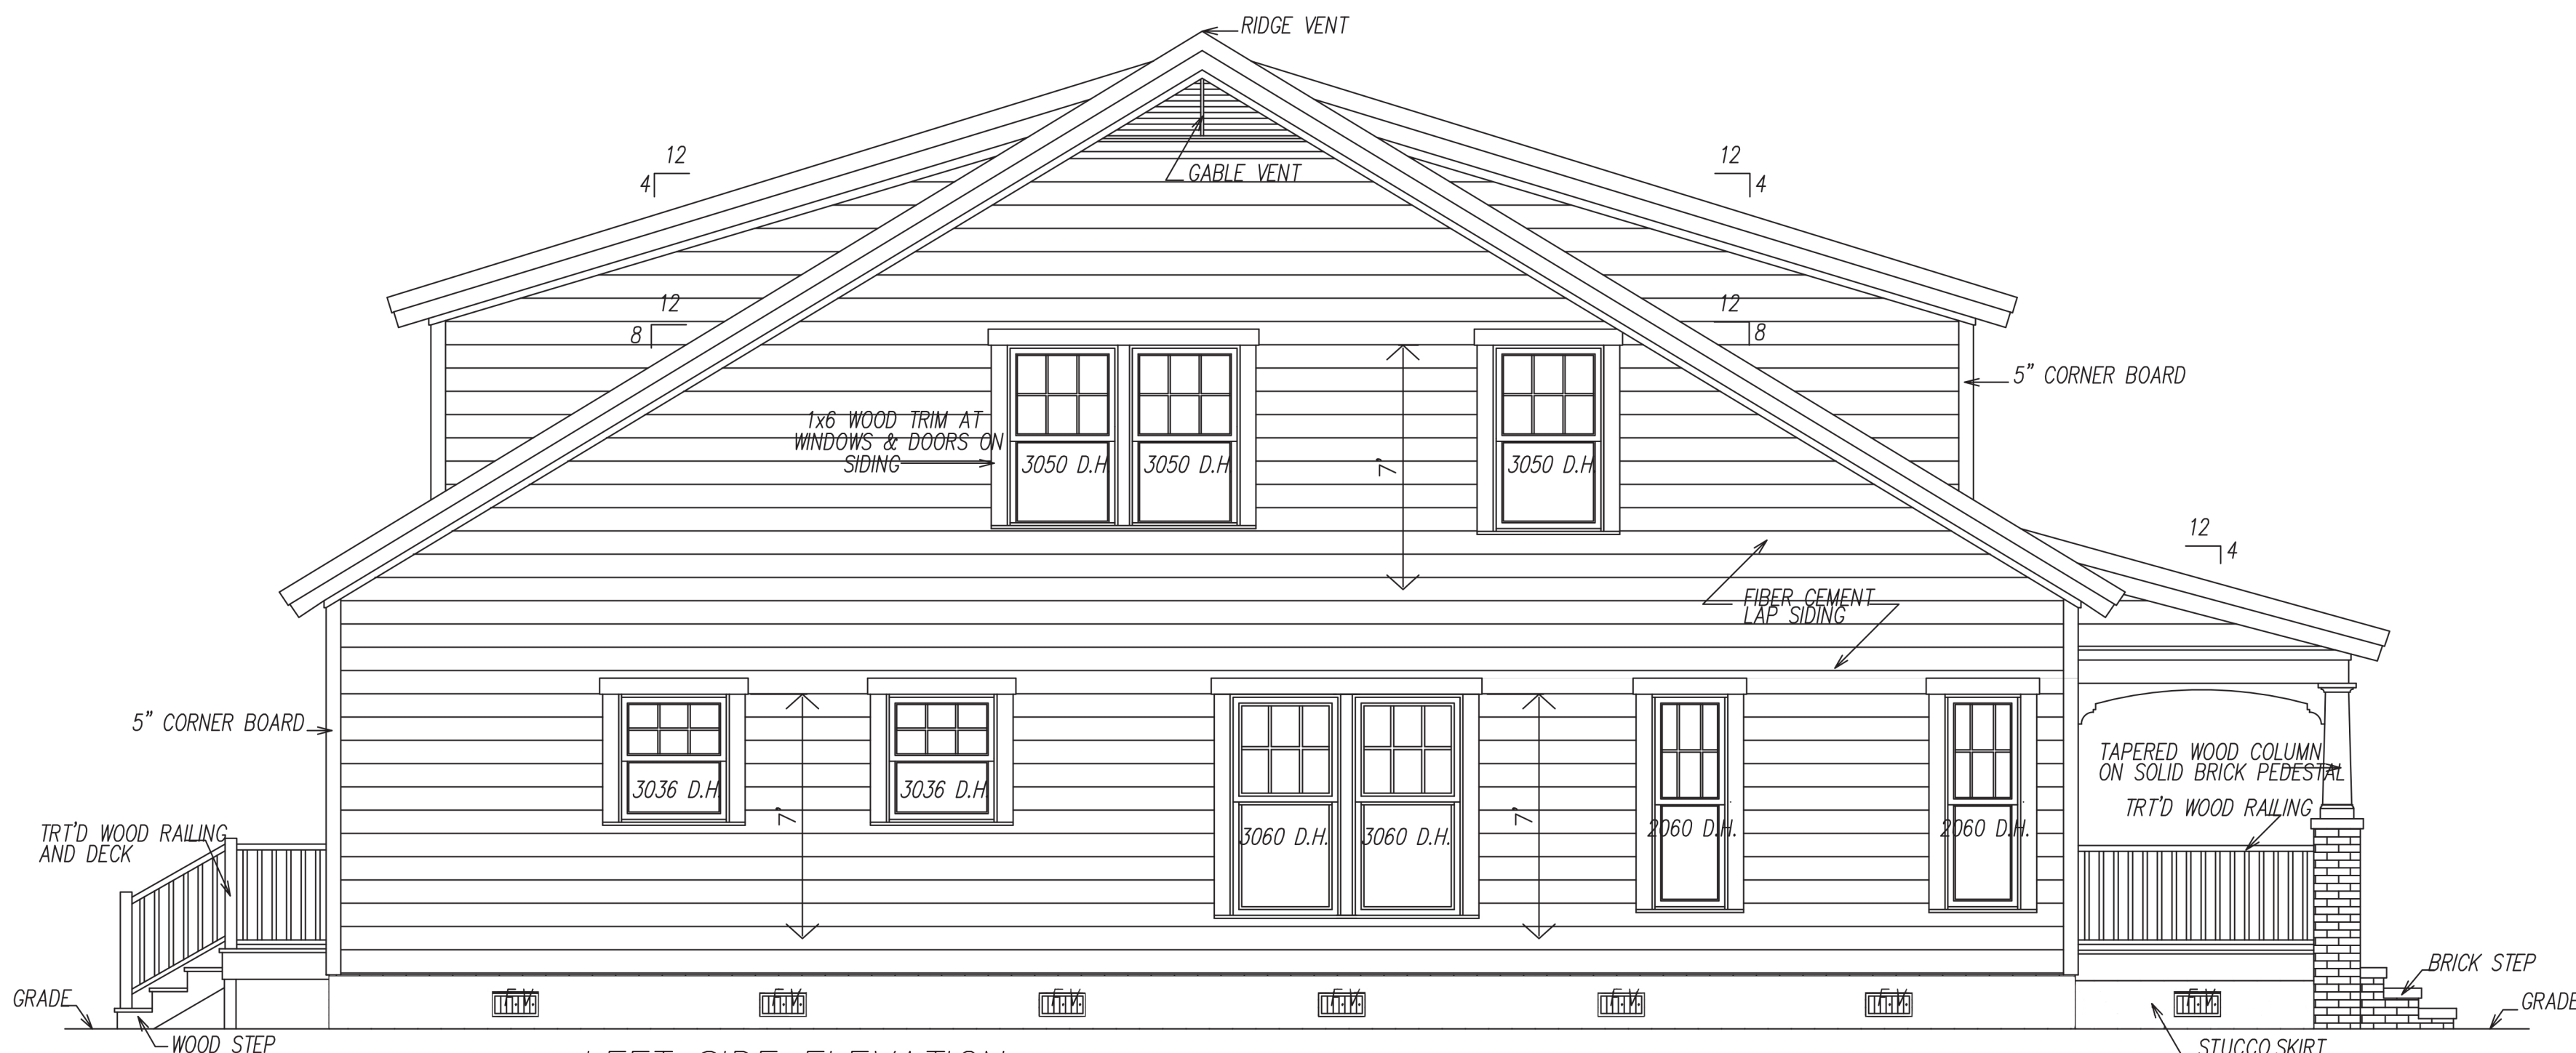 RIDGE VENT
GABLE VENT
12
4
12
4
12
8
12
8
5" CORNER BOARD
1x6 WOOD TRIM AT
WINDOWS & DOORS ON
SIDING
3050 D.H
3050 D.H
7'
3050 D.H
12
4
FIBER CEMENT
LAP SIDING
5" CORNER BOARD
3036 D.H
7'
3036 D.H
3060 D.H.
3060 D.H.
7'
2060 D.H.
2060 D.H.
TAPERED WOOD COLUMN
ON SOLID BRICK PEDESTAL
TRT'D WOOD RAILING
TRT'D WOOD RAILING
AND DECK
BRICK STEP
GRADE
F.V.
F.V.
F.V.
F.V.
F.V.
F.V.
F.V.
GRADE
WOOD STEP
STUCCO SKIRT
LEFT SIDE ELEVATION